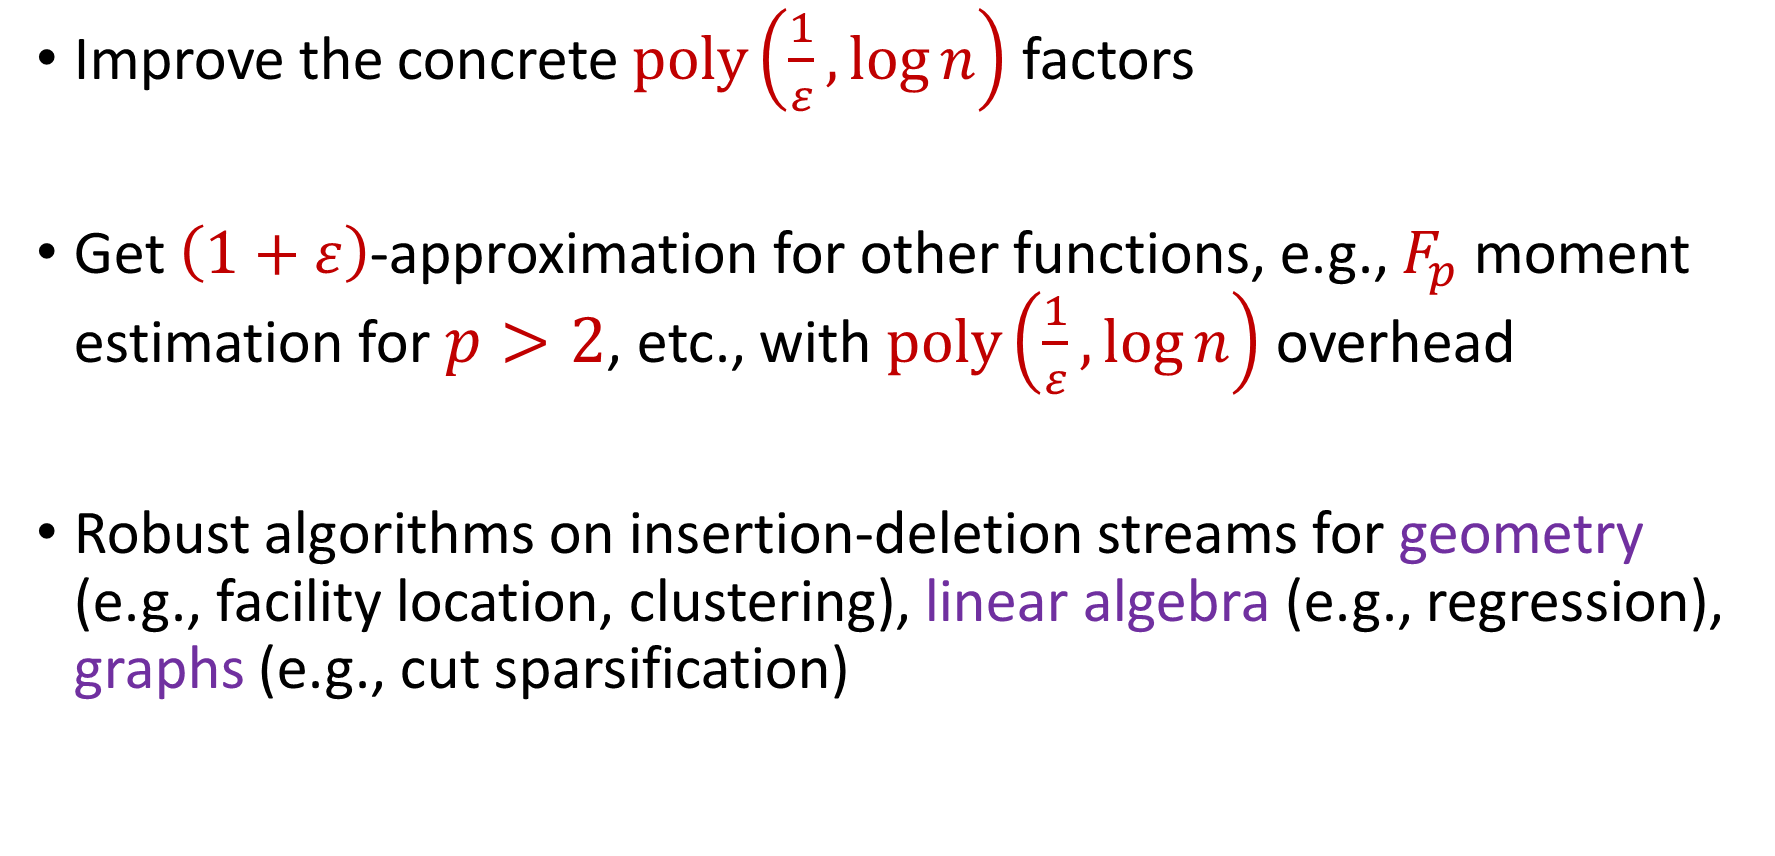 • Improve the concrete poly(1/ε, log n) factors
• Get (1 + ε)-approximation for other functions, e.g., F_p moment
estimation for p > 2, etc., with poly(1/ε, log n) overhead
• Robust algorithms on insertion-deletion streams for geometry
(e.g., facility location, clustering), linear algebra (e.g., regression),
graphs (e.g., cut sparsification)